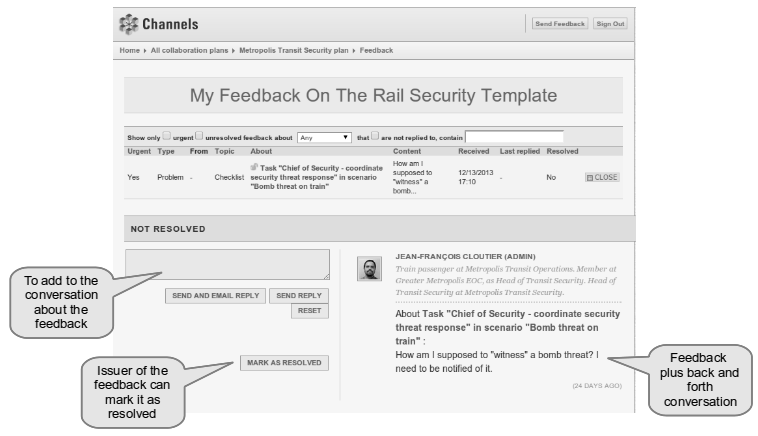 Channels
Send Feedback Sign Out
Home ▸ All collaboration plans ▸ Metropolis Transit Security plan ▸ Feedback
My Feedback On The Rail Security Template
Show only urgent unresolved feedback about Any that are not replied to, contain
Urgent Type From Topic About Content Received Last replied Resolved
Yes Problem - Checklist Task "Chief of Security - coordinate security threat response" in scenario "Bomb threat on train" How am I supposed to "witness" a bomb... 12/13/2013 17:10 - No CLOSE
NOT RESOLVED
SEND AND EMAIL REPLY SEND REPLY
RESET
MARK AS RESOLVED
JEAN-FRANÇOIS CLOUTIER (ADMIN)
Train passenger at Metropolis Transit Operations. Member at
Greater Metropolis EOC, as Head of Transit Security. Head of
Transit Security at Metropolis Transit Security.
About Task "Chief of Security - coordinate security
threat response" in scenario "Bomb threat on
train" :
How am I supposed to "witness" a bomb threat? I
need to be notified of it.
(24 DAYS AGO)
To add to the
conversation
about the
feedback
Issuer of the
feedback can
mark it as
resolved
Feedback
plus back and
forth
conversation